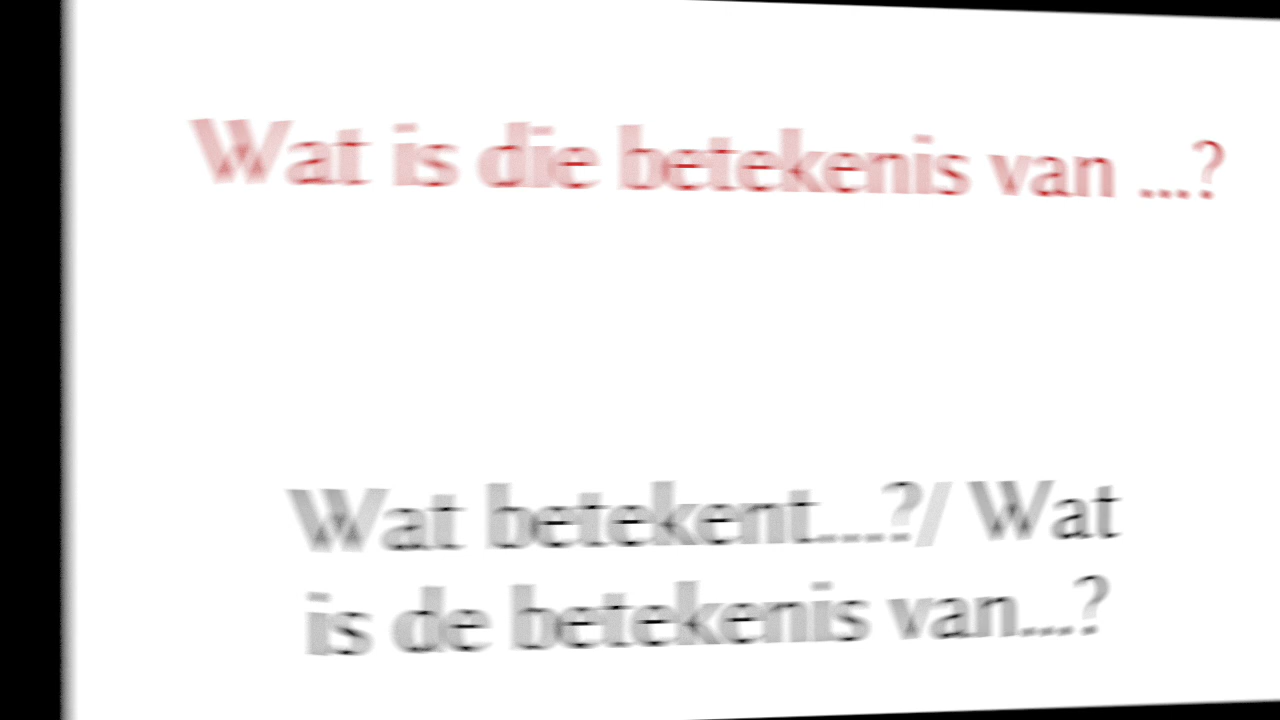 Wat is die betekenis van ...?
Wat betekent....?/ Wat
is de betekenis van...?